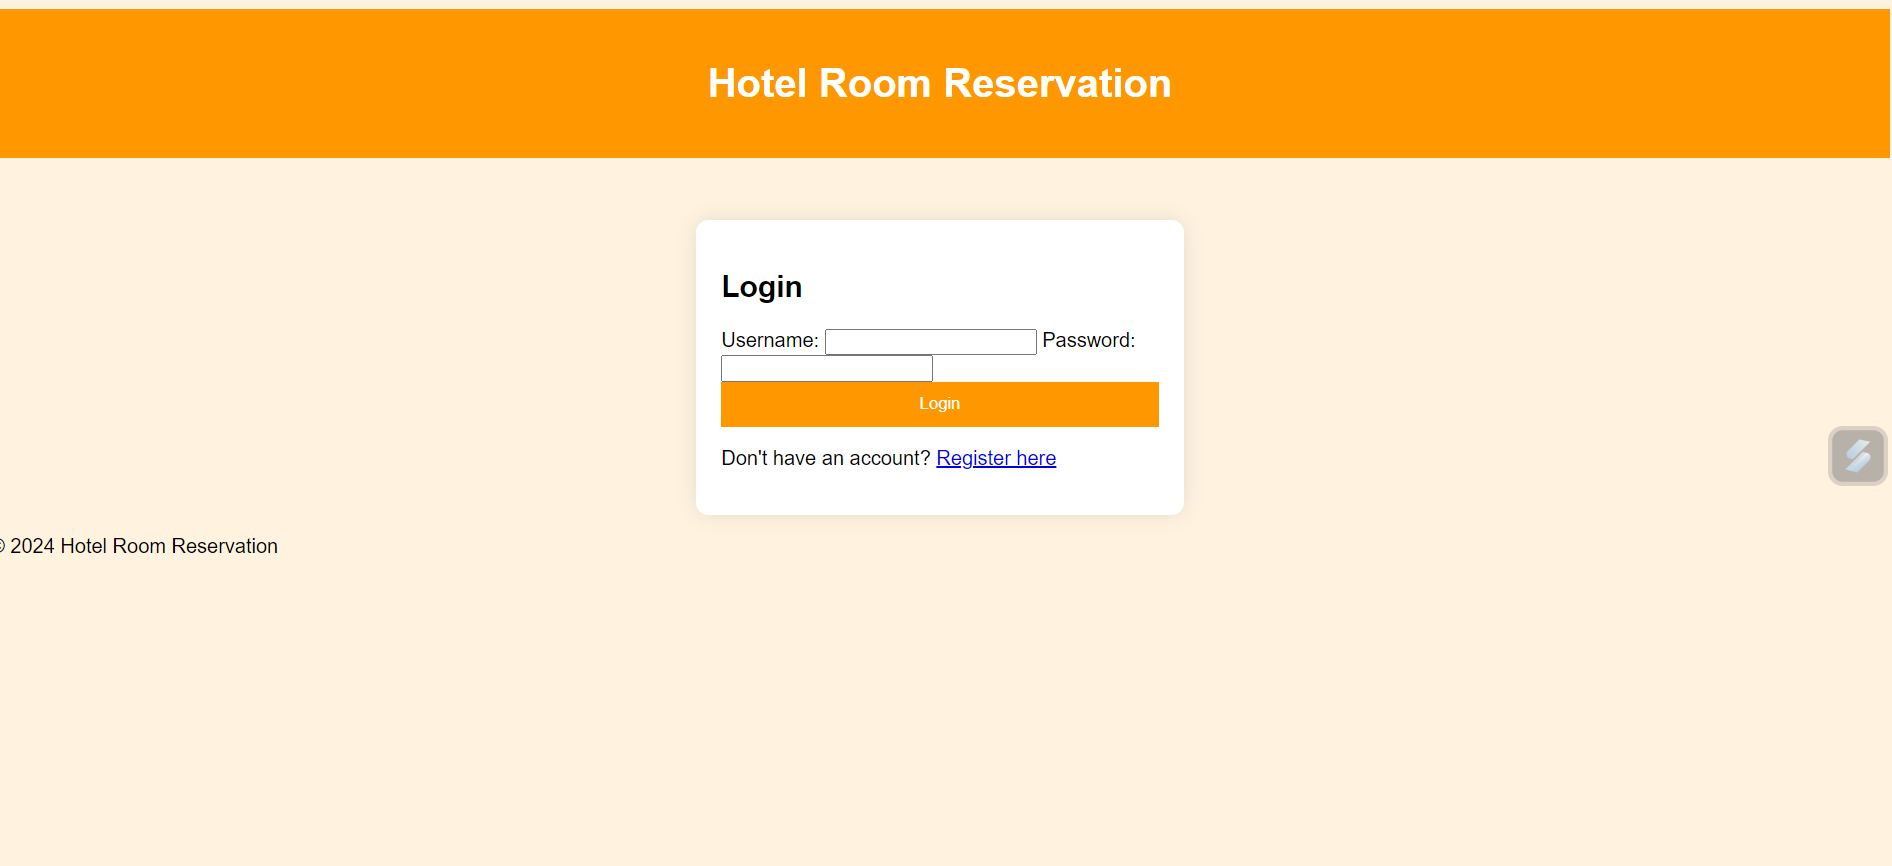 Hotel Room Reservation
Login
Username: Password:
Login
Don't have an account? Register here
© 2024 Hotel Room Reservation